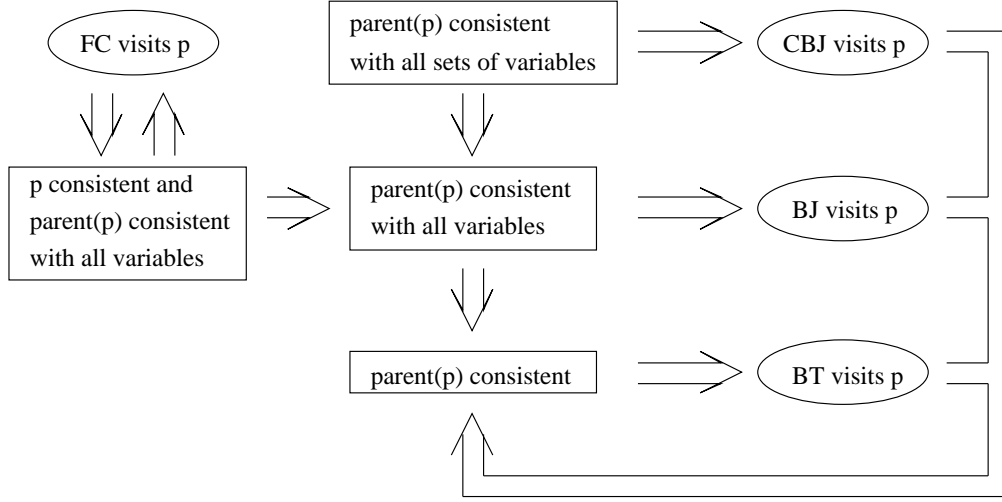 FC visits p
parent(p) consistent
with all sets of variables
CBJ visits p
p consistent and
parent(p) consistent
with all variables
parent(p) consistent
with all variables
BJ visits p
parent(p) consistent
BT visits p